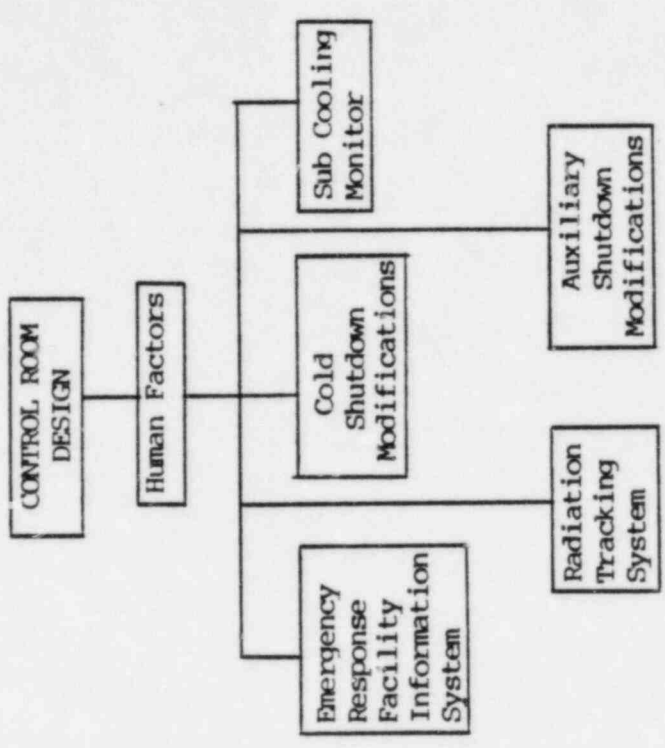 CONTROL ROOM
DESIGN
Human Factors
Emergency
Response
Facility
Information
System
Cold
Shutdown
Modifications
Sub Cooling
Monitor
Radiation
Tracking
System
Auxiliary
Shutdown
Modifications